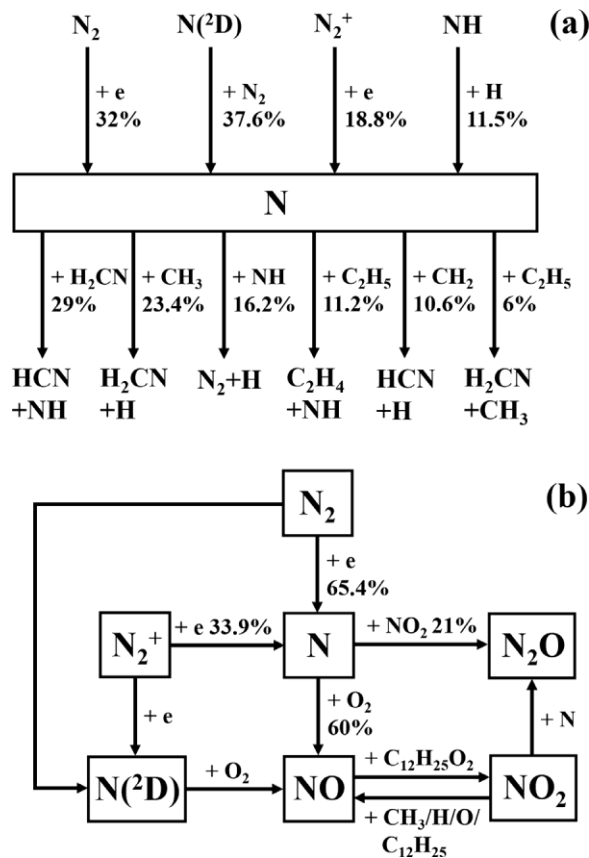 N₂ N(²D) N₂⁺ NH (a)
+ e + N₂ + e + H
32% 37.6% 18.8% 11.5%
N
+ H₂CN + CH₃ + NH + C₂H₅ + CH₂ + C₂H₅
29% 23.4% 16.2% 11.2% 10.6% 6%
HCN H₂CN N₂+H C₂H₄ HCN H₂CN
+NH +H +NH +H +CH₃
(b)
N₂
+ e
65.4%
N₂⁺ + e 33.9% N + NO₂ 21% N₂O
+ e + O₂ + N
60%
N(²D) + O₂ NO + C₁₂H₂₅O₂ NO₂
+ CH₃/H/O/
C₁₂H₂₅